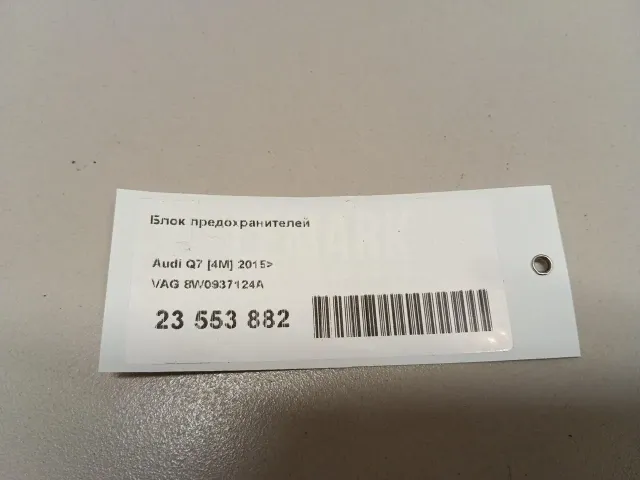 Блок предохранителей
Audi Q7 [4M] 2015>
VAG 8W0937124A
23 553 882